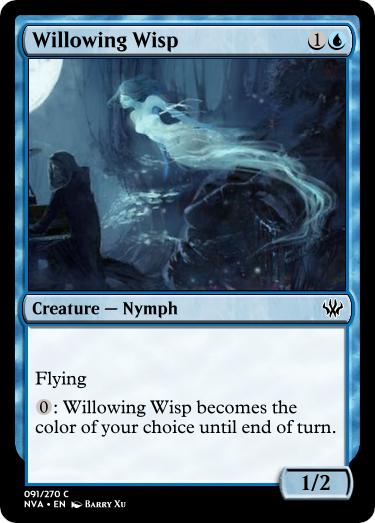 Willowing Wisp 1
Creature — Nymph
Flying
0: Willowing Wisp becomes the
color of your choice until end of turn.
1/2
091/270 C
NVA • EN Barry Xu